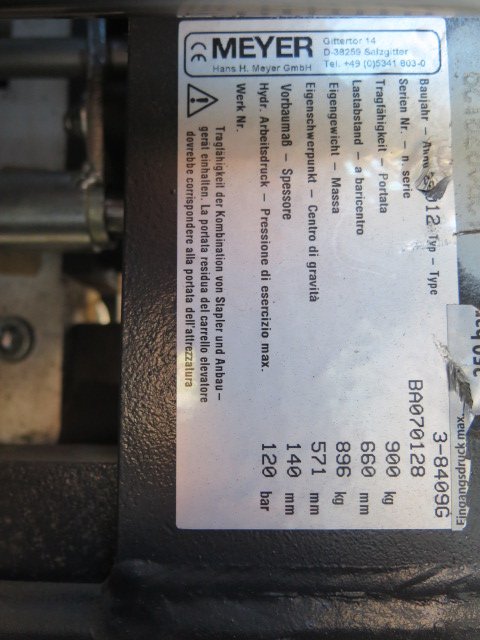 CE MEYER
Hans H. Meyer GmbH
Gittertor 14
D-38259 Salzgitter
Tel. +49 (0)5341 803-0
Baujahr – 012 Typ – Type 3-8409G
Serien Nr. – n. serie BA070128
Tragfähigkeit – Portata 900 kg
Lastabstand – a baricentro 660 mm
Eigengewicht – Massa 896 kg
Eigenschwerpunkt – Centro di gravità 571 mm
Vorbaumaß – Spessore 140 mm
Hydr. Arbeitsdruck – Pressione di esercizio max. 120 bar
Werk Nr.
Tragfähigkeit der Kombination von Stapler und Anbau–
gerät einhalten. La portata residua del carrello elevatore
dovrebbe corrispondere alla portata dell'attrezzatura
Eingangsdruck max.